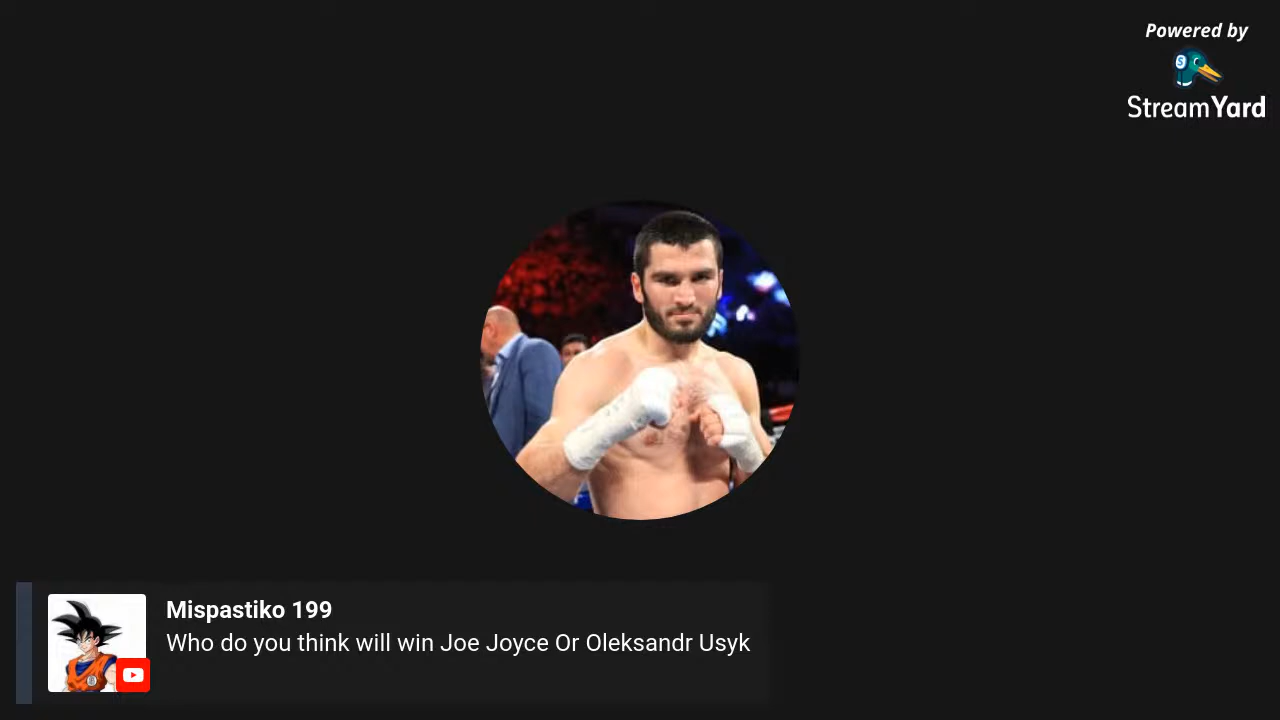 Powered by
StreamYard
Mispastiko 199
Who do you think will win Joe Joyce Or Oleksandr Usyk